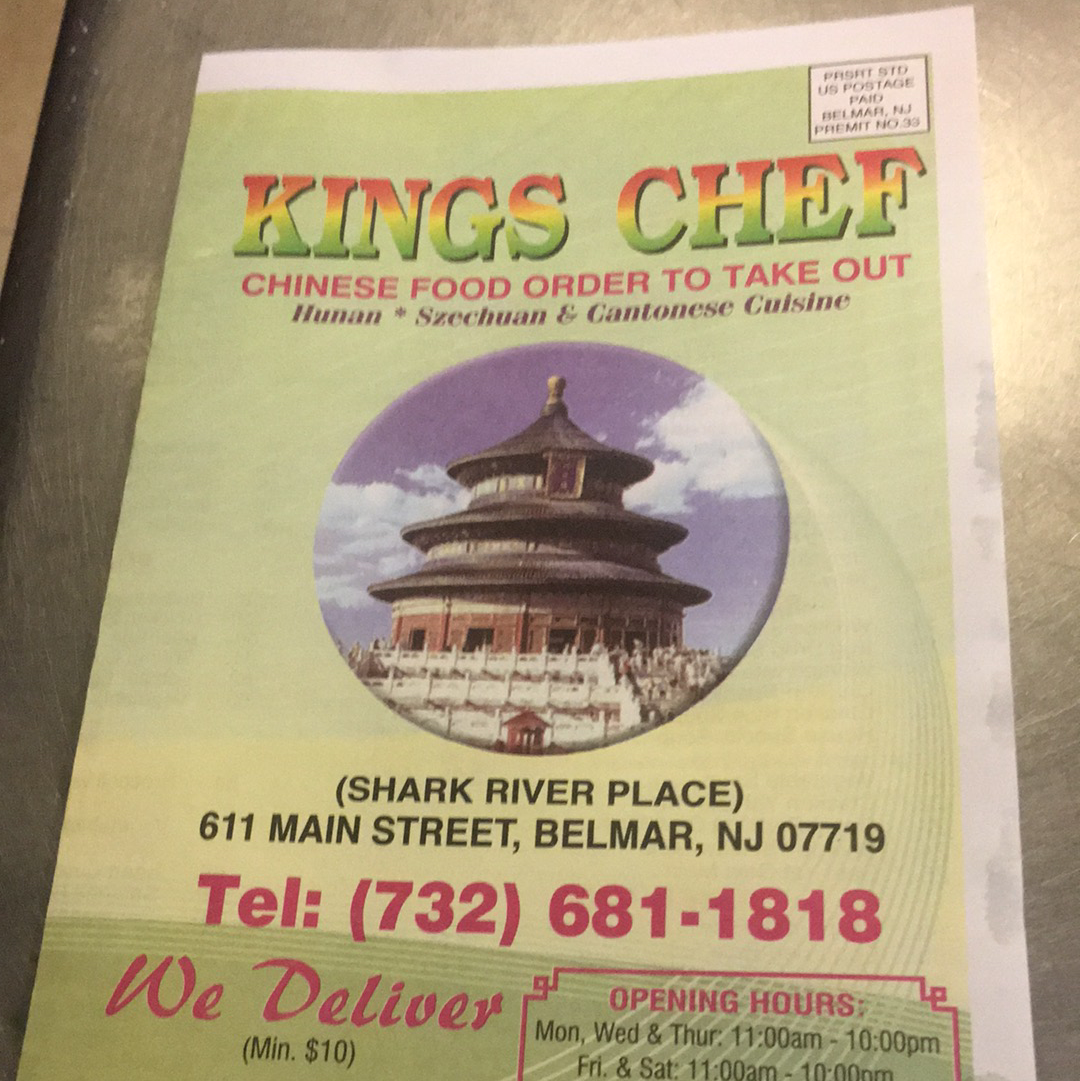 PRSRT STD
US POSTAGE
PAID
BELMAR, NJ
PREMIT NO.33
KINGS CHEF
CHINESE FOOD ORDER TO TAKE OUT
Hunan * Szechuan & Cantonese Cuisine
(SHARK RIVER PLACE)
611 MAIN STREET, BELMAR, NJ 07719
Tel: (732) 681-1818
We Deliver
(Min. $10)
OPENING HOURS:
Mon, Wed & Thur: 11:00am - 10:00pm
Fri. & Sat: 11:00am - 10:00pm